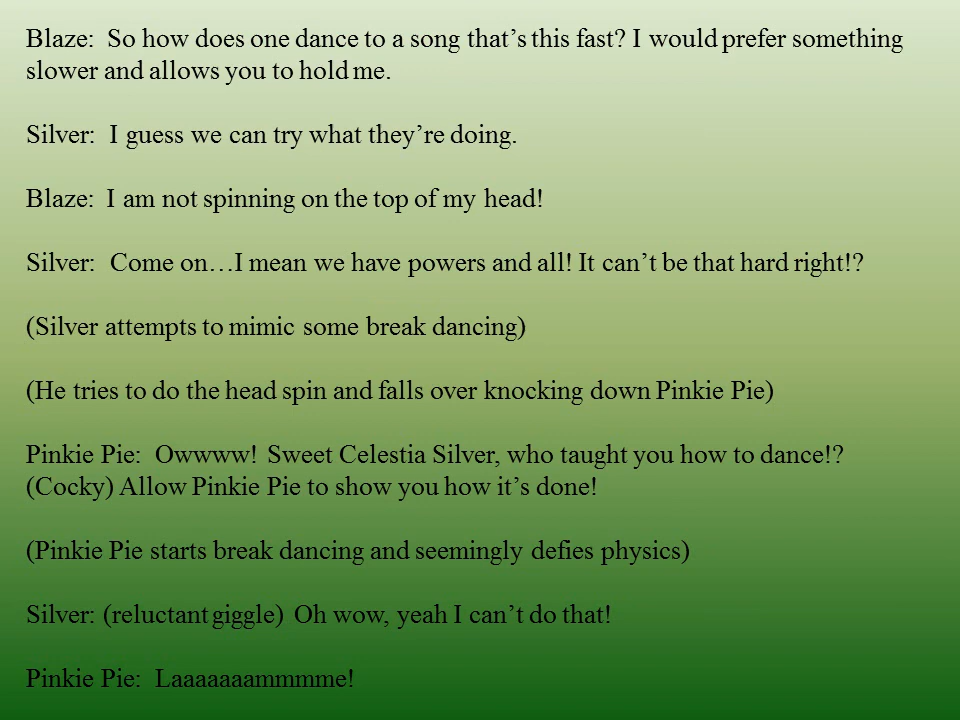 Blaze:  So how does one dance to a song that’s this fast? I would prefer something
slower and allows you to hold me.
Silver:  I guess we can try what they’re doing.
Blaze:  I am not spinning on the top of my head!
Silver:  Come on…I mean we have powers and all! It can’t be that hard right!?
(Silver attempts to mimic some break dancing)
(He tries to do the head spin and falls over knocking down Pinkie Pie)
Pinkie Pie:  Owwww! Sweet Celestia Silver, who taught you how to dance!?
(Cocky) Allow Pinkie Pie to show you how it’s done!
(Pinkie Pie starts break dancing and seemingly defies physics)
Silver: (reluctant giggle) Oh wow, yeah I can’t do that!
Pinkie Pie:  Laaaaaaammmme!